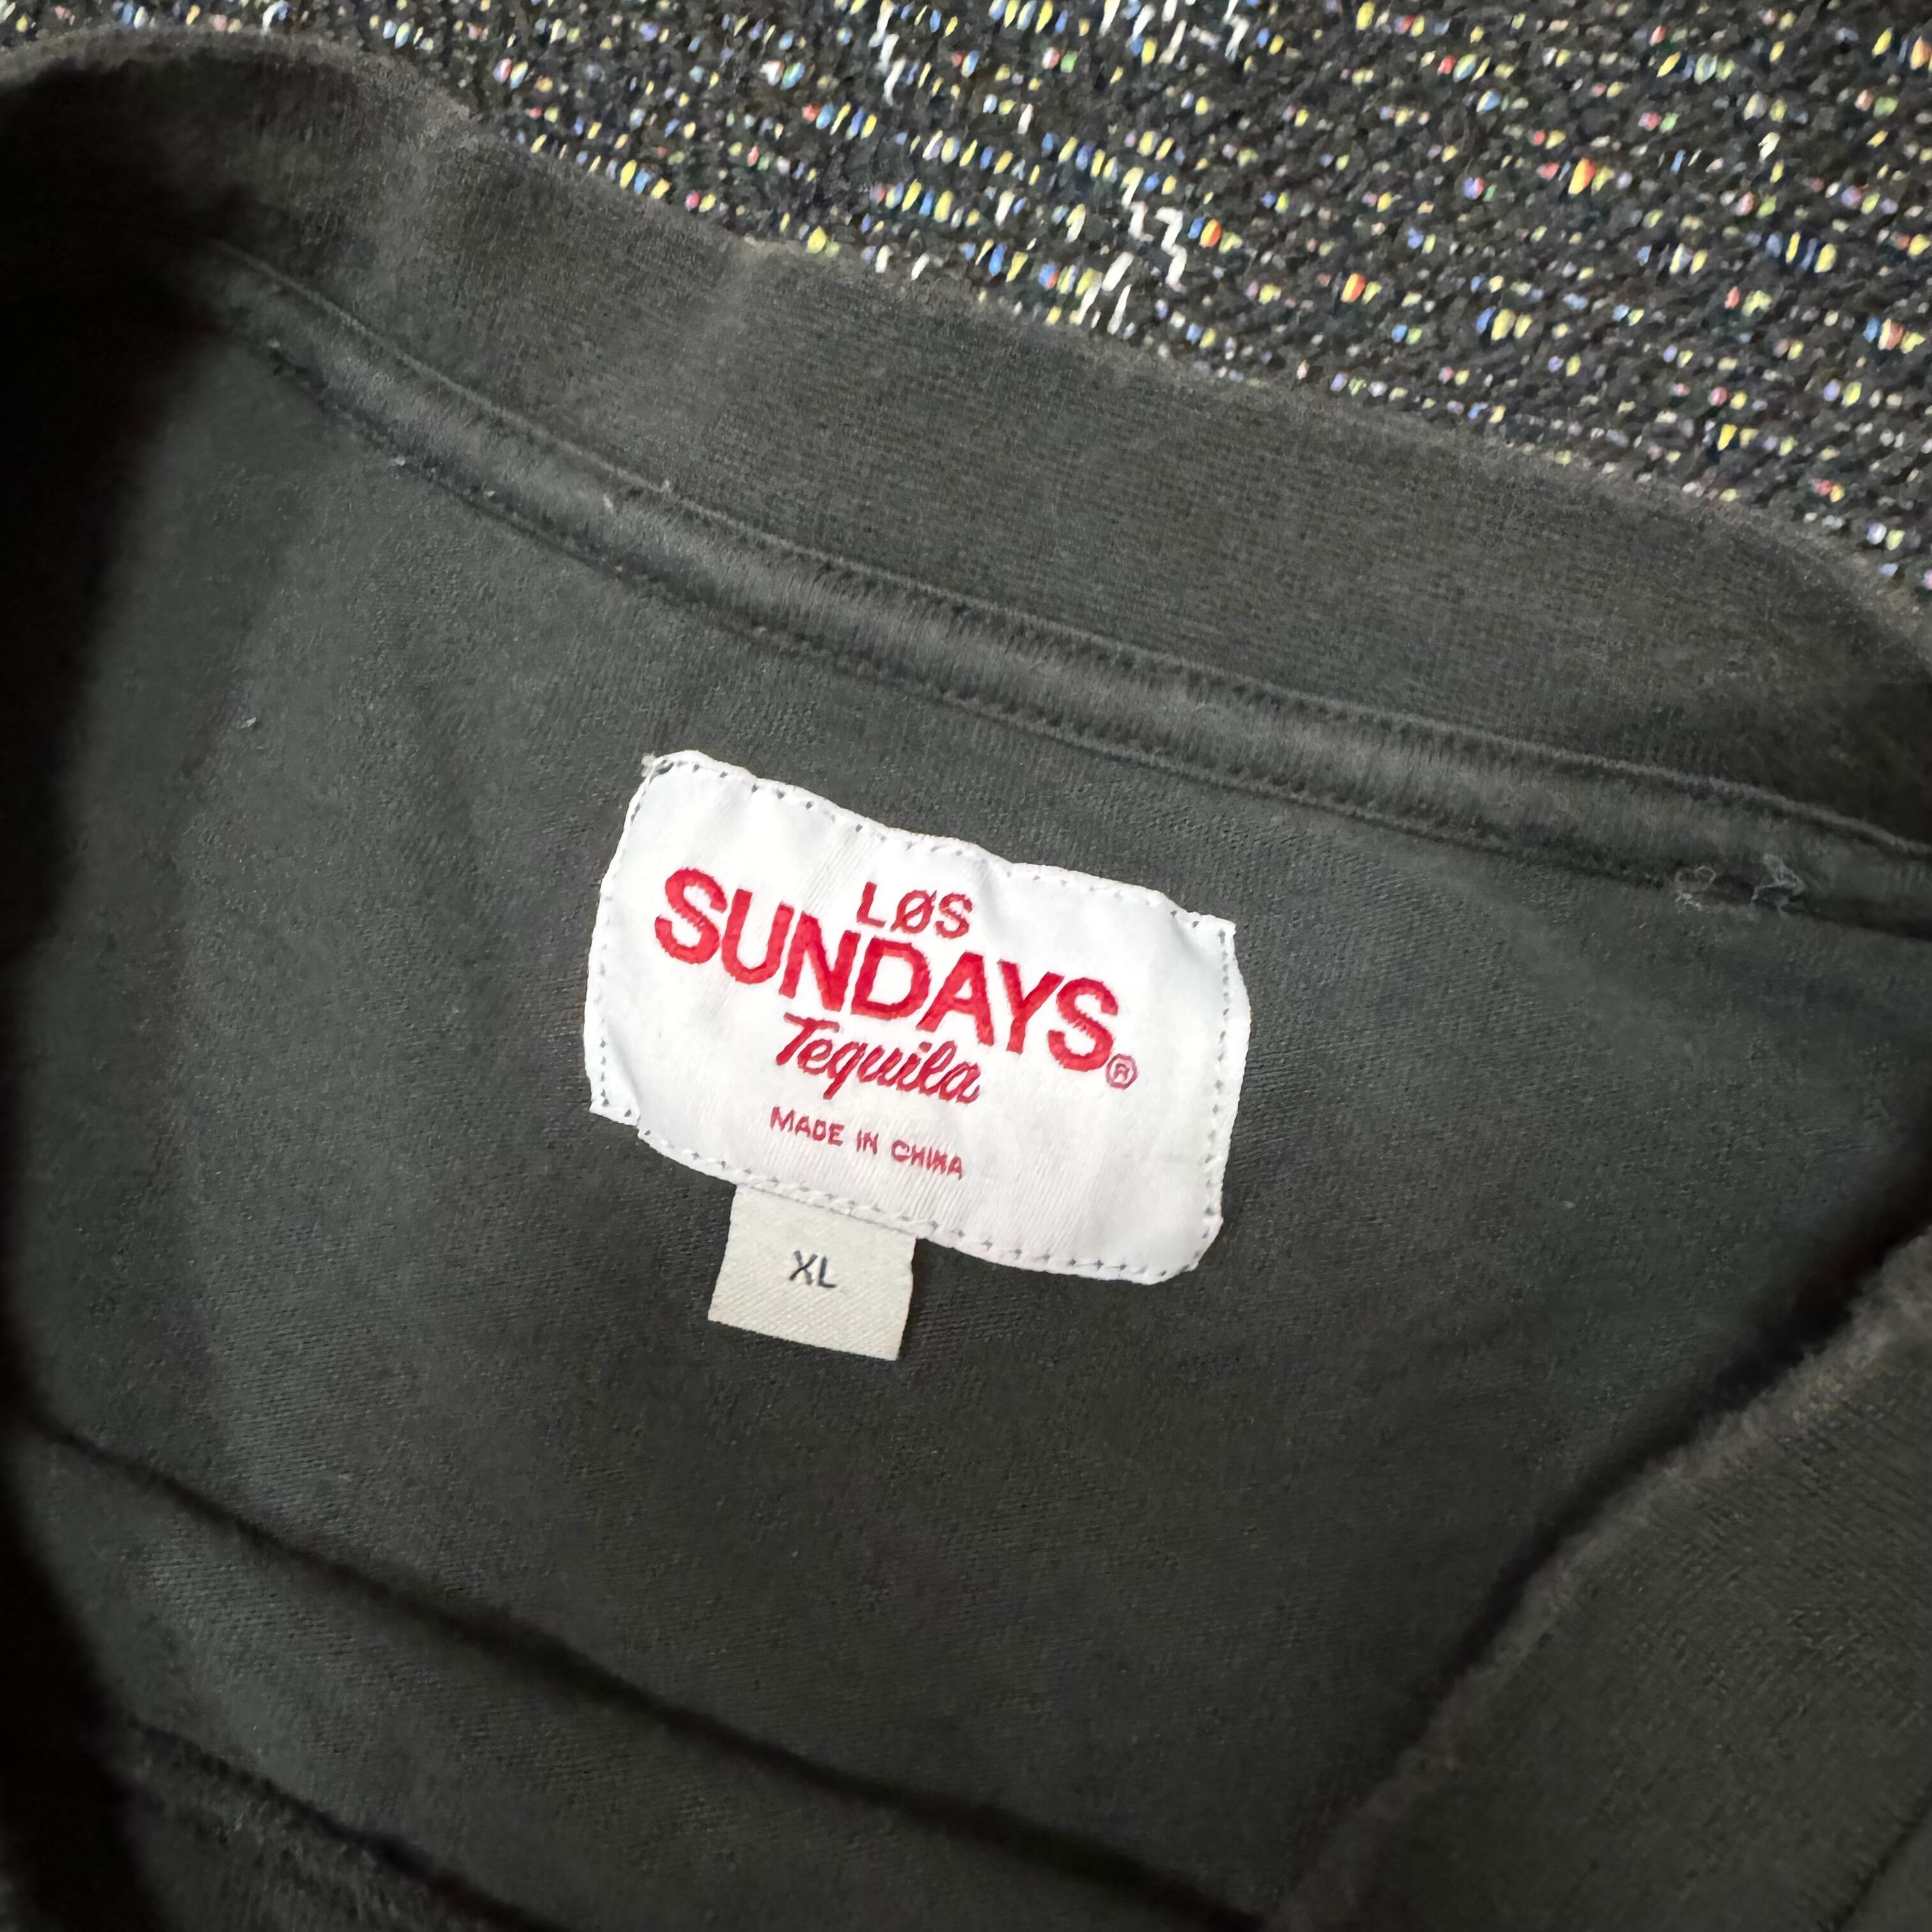 LØS
SUNDAYS®
Tequila
MADE IN CHINA
XL